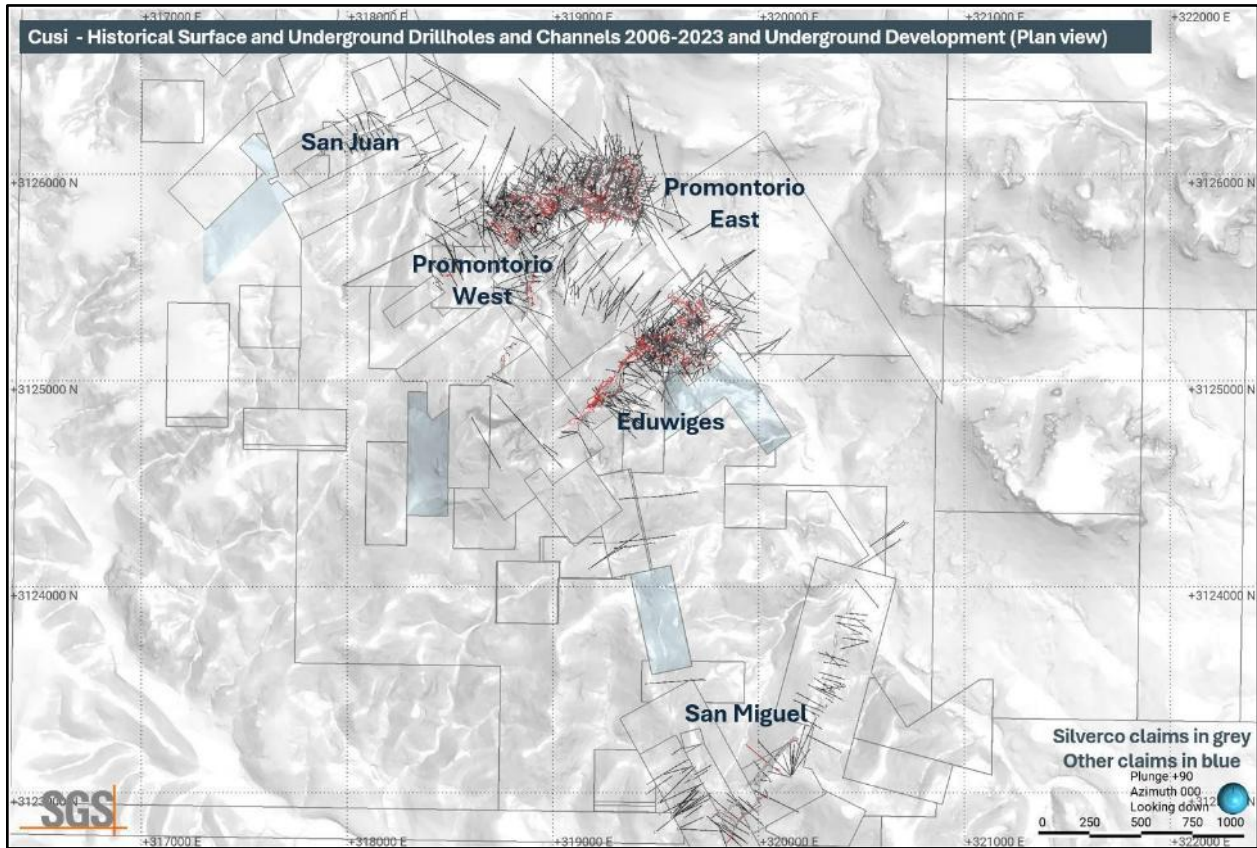 +317000 E +318000 E +319000 E +320000 E +321000 E +322000 E
Cusi - Historical Surface and Underground Drillholes and Channels 2006-2023 and Underground Development (Plan view)
San Juan
+3126000 N +3126000 N
Promontorio
East
Promontorio
West
+3125000 N +3125000 N
Eduwiges
+3124000 N +3124000 N
San Miguel
Silverco claims in grey
Other claims in blue
Plunge +90
Azimuth 000
Looking down
SGS
0 250 500 750 1000
+317000 E +318000 E +319000 E +320000 E +321000 E +322000 E